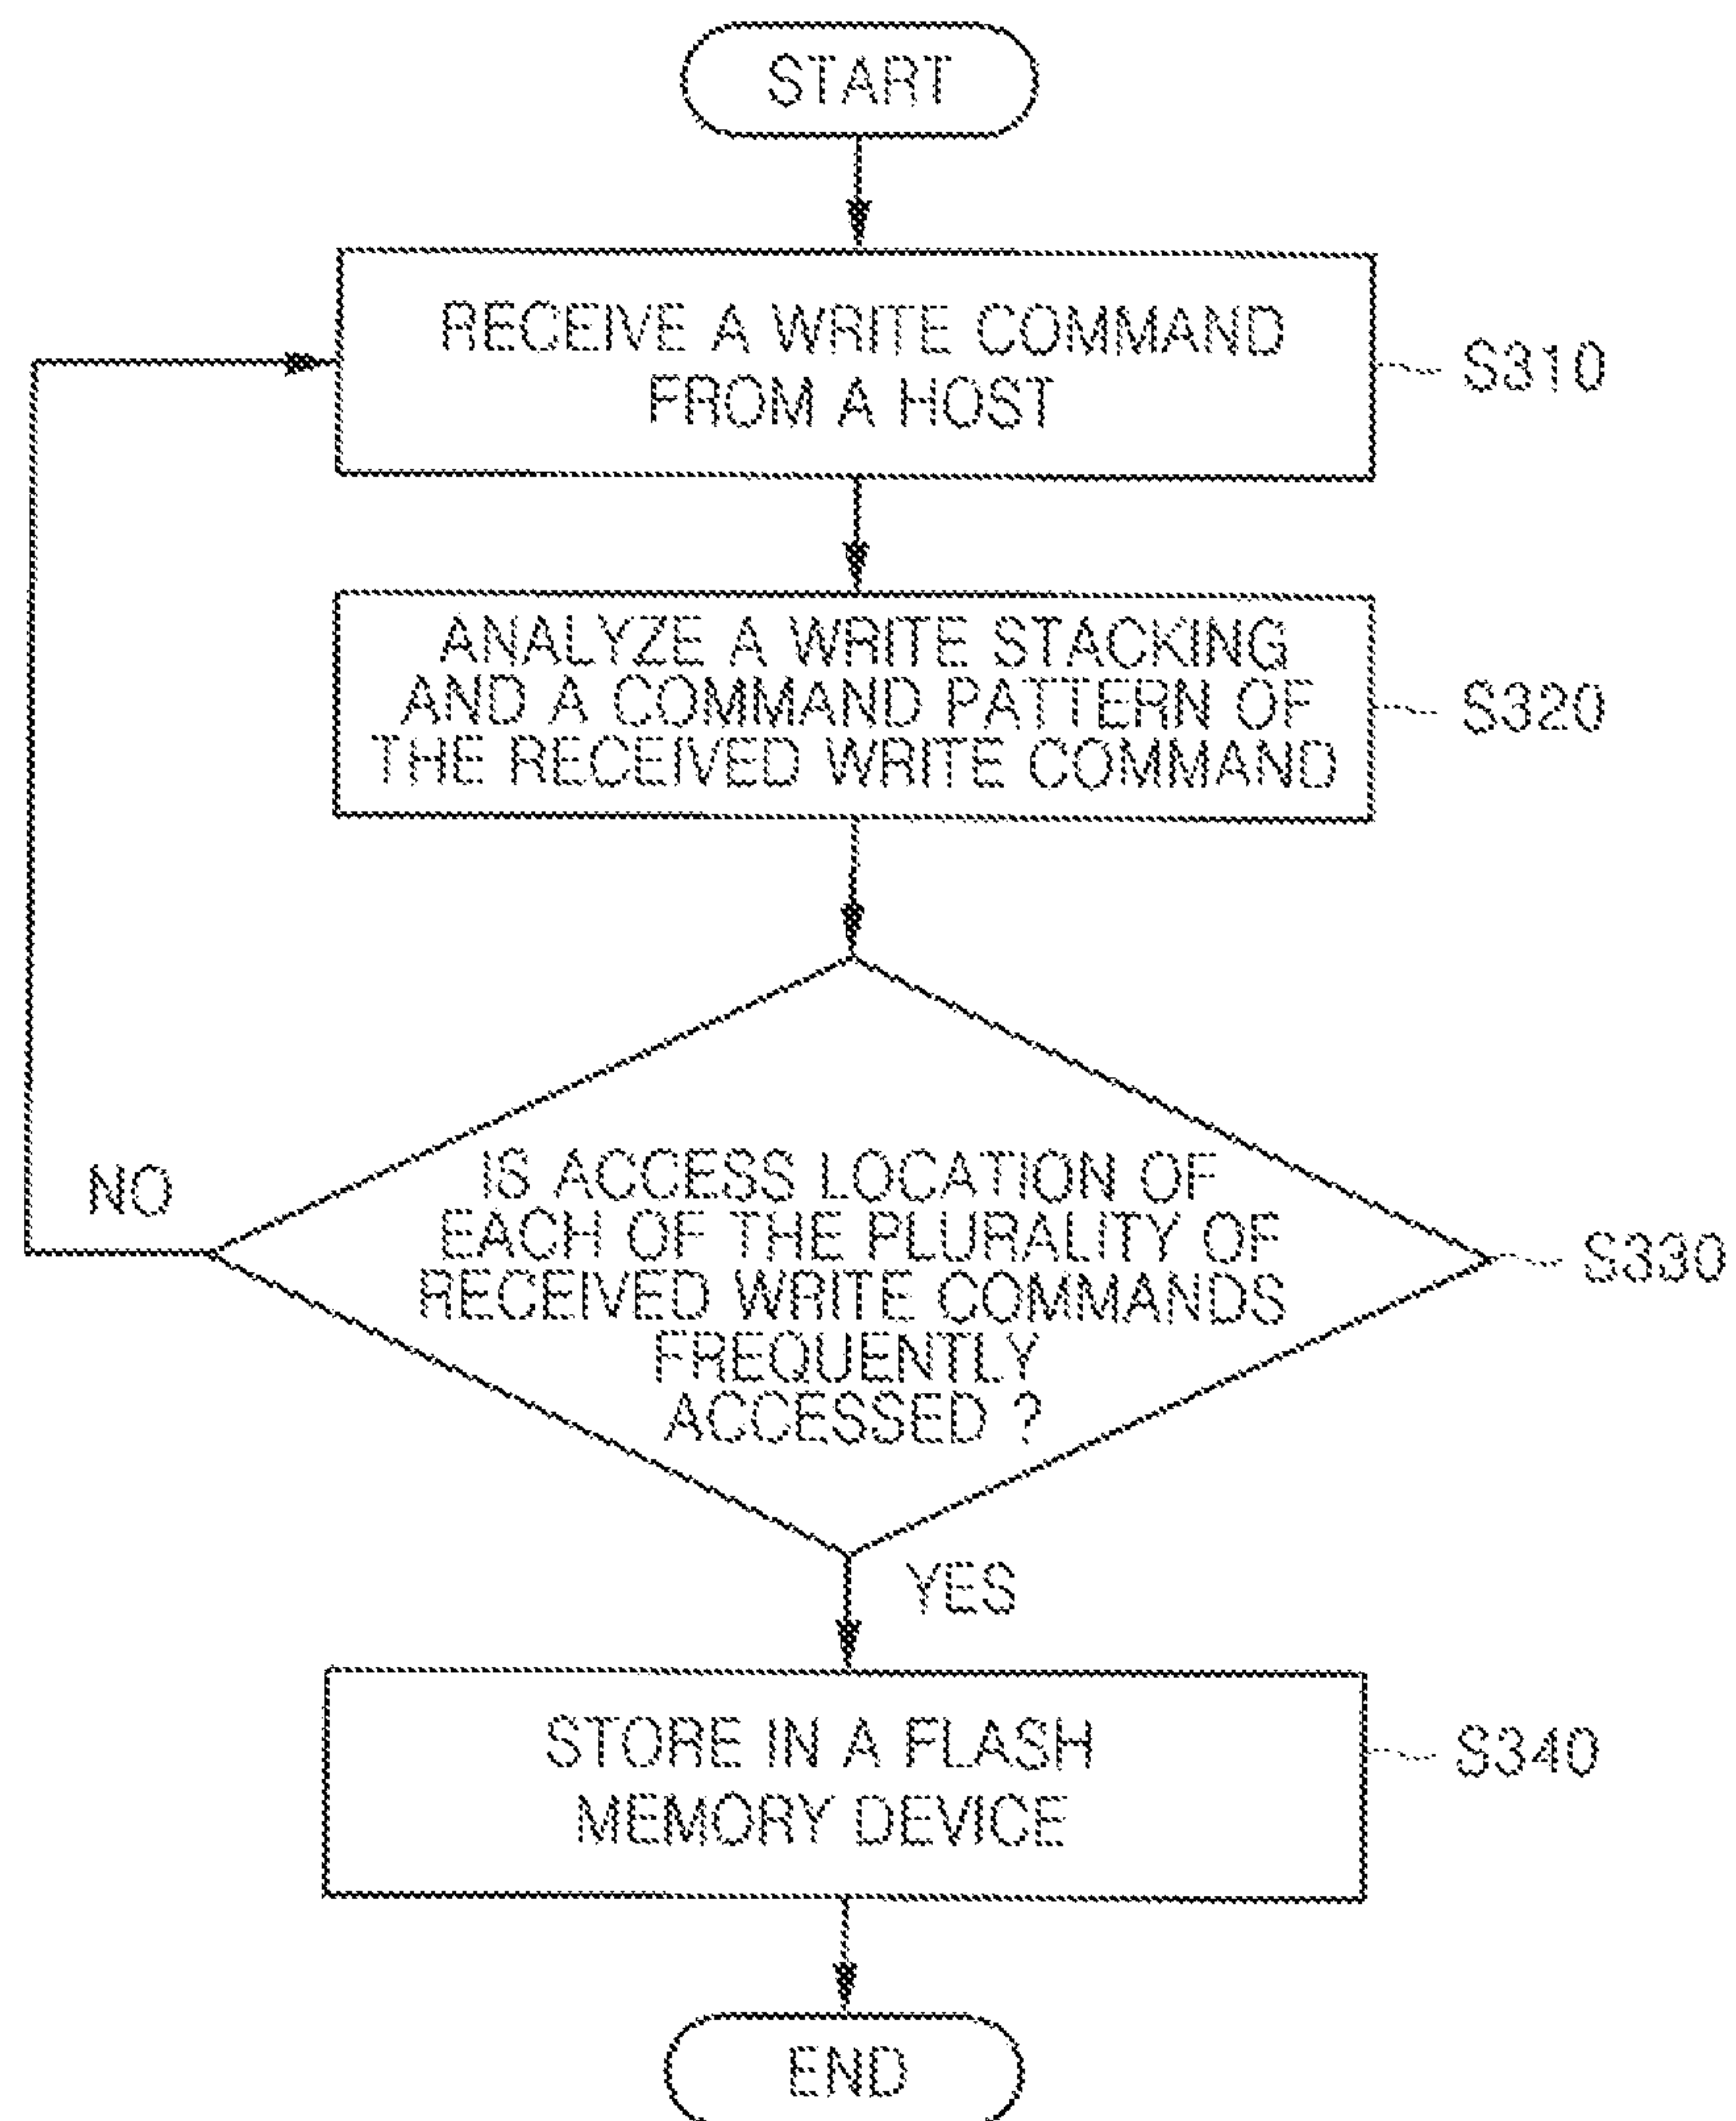 START
RECEIVE A WRITE COMMAND
FROM A HOST
S310
ANALYZE A WRITE STACKING
AND A COMMAND PATTERN OF
THE RECEIVED WRITE COMMAND
S320
IS ACCESS LOCATION OF
EACH OF THE PLURALITY OF
RECEIVED WRITE COMMANDS
FREQUENTLY
ACCESSED ?
S330
NO
YES
STORE IN A FLASH
MEMORY DEVICE
S340
END